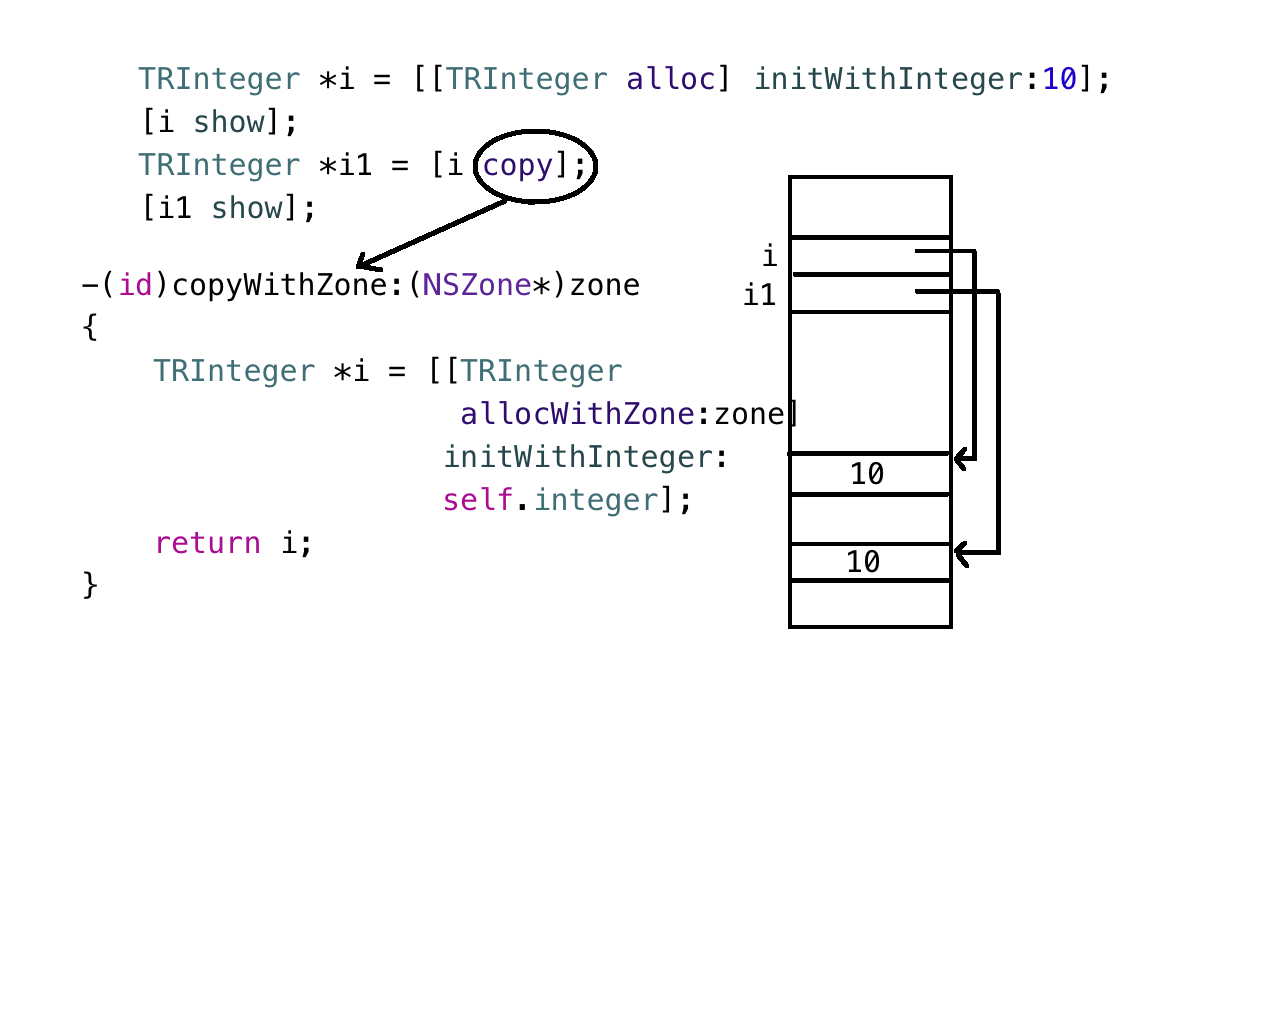 TRInteger *i = [[TRInteger alloc] initWithInteger:10];
[i show];
TRInteger *i1 = [i copy];
[i1 show];
-(id)copyWithZone:(NSZone*)zone
{
TRInteger *i = [[TRInteger
allocWithZone:zone]
initWithInteger:
self.integer];
return i;
}
i
i1
10
10